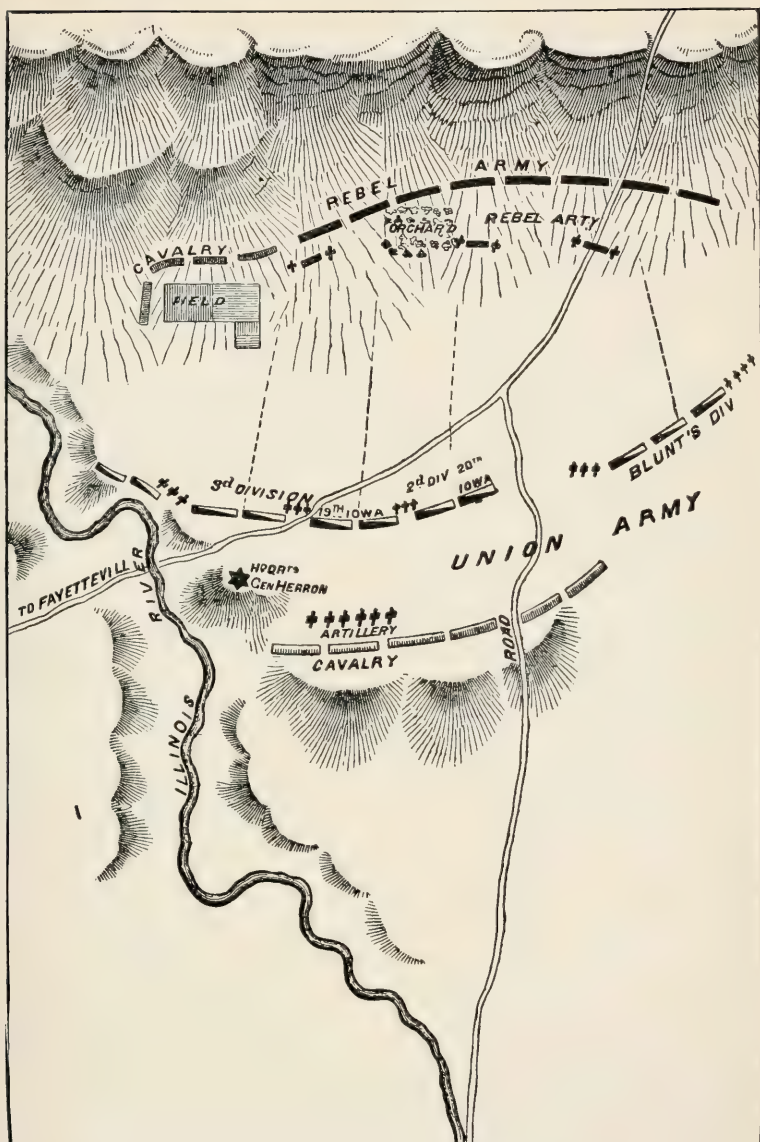 REBEL ARMY
REBEL ARTY
ORCHARD
CAVALRY
FIELD
BLUNT'S DIV
3d DIVISION
2d DIV 20TH
IOWA
19TH IOWA
UNION ARMY
HDQRTS
GEN HERRON
TO FAYETTEVILL
RIVER
ARTILLERY
CAVALRY
ROAD
ILLINOIS